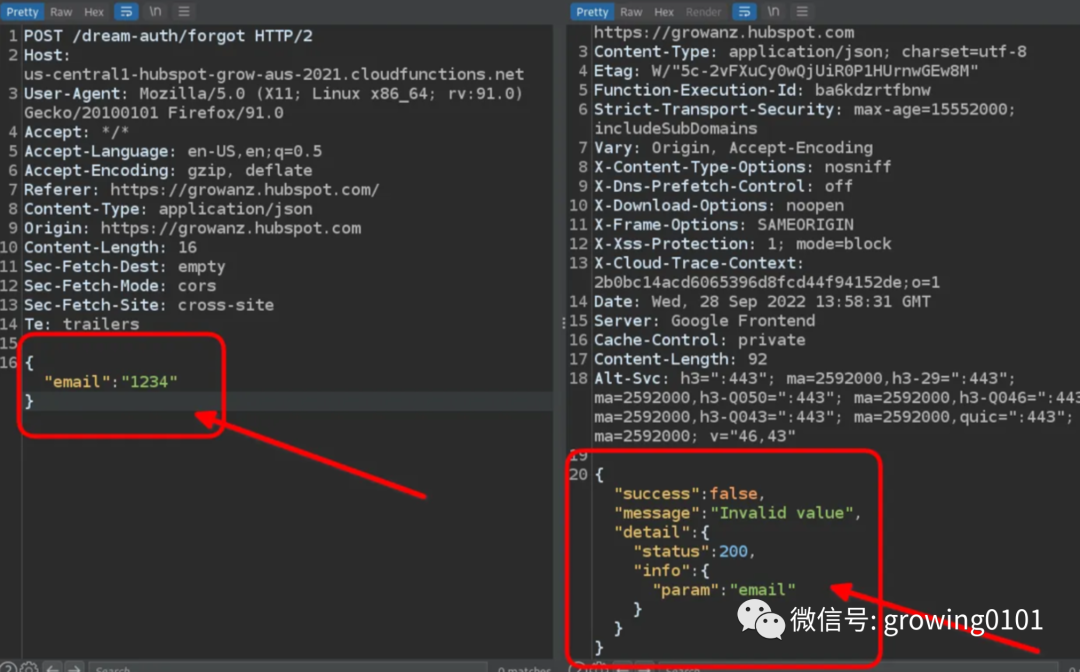 Pretty Raw Hex \n
1 POST /dream-auth/forgot HTTP/2
2 Host:
us-central1-hubspot-grow-aus-2021.cloudfunctions.net
3 User-Agent: Mozilla/5.0 (X11; Linux x86_64; rv:91.0)
Gecko/20100101 Firefox/91.0
4 Accept: */*
5 Accept-Language: en-US,en;q=0.5
6 Accept-Encoding: gzip, deflate
7 Referer: https://growanz.hubspot.com/
8 Content-Type: application/json
9 Origin: https://growanz.hubspot.com
10 Content-Length: 16
11 Sec-Fetch-Dest: empty
12 Sec-Fetch-Mode: cors
13 Sec-Fetch-Site: cross-site
14 Te: trailers
15
16 {
"email":"1234"
}
Search
0 matches
Pretty Raw Hex Render \n
https://growanz.hubspot.com
3 Content-Type: application/json; charset=utf-8
4 Etag: W/"5c-2vFXuCy0wQjUiR0P1HUrnwGEw8M"
5 Function-Execution-Id: ba6kdzrtfbnw
6 Strict-Transport-Security: max-age=15552000;
includeSubDomains
7 Vary: Origin, Accept-Encoding
8 X-Content-Type-Options: nosniff
9 X-Dns-Prefetch-Control: off
10 X-Download-Options: noopen
11 X-Frame-Options: SAMEORIGIN
12 X-Xss-Protection: 1; mode=block
13 X-Cloud-Trace-Context:
2b0bc14acd6065396d8fcd44f94152de;o=1
14 Date: Wed, 28 Sep 2022 13:58:31 GMT
15 Server: Google Frontend
16 Cache-Control: private
17 Content-Length: 92
18 Alt-Svc: h3=":443"; ma=2592000,h3-29=":443";
ma=2592000,h3-Q050=":443"; ma=2592000,h3-Q046=":443
ma=2592000,h3-Q043=":443"; ma=2592000,quic=":443";
ma=2592000; v="46,43"
19
20 {
"success":false,
"message":"Invalid value",
"detail":{
"status":200,
"info":{
"param":"email"
}
}
}
微信号: growing0101
Search